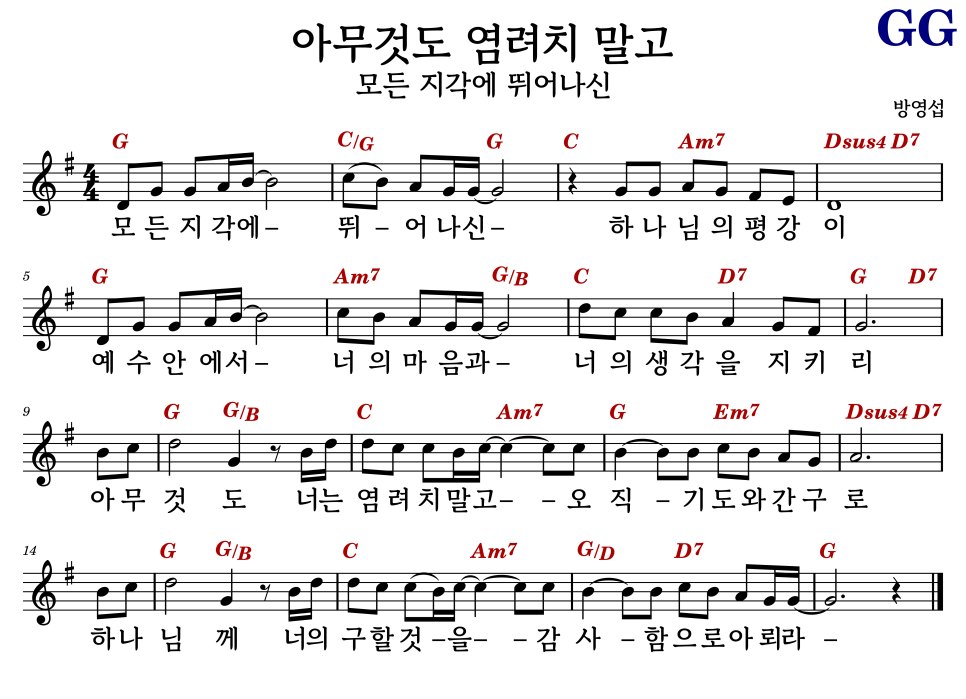 GG
아무것도 염려치 말고
모든 지각에 뛰어나신
방영섭
G C/G G C Am7 Dsus4 D7
4
4
모 든 지 각에 – 뛰 – 어 나신 – 하 나 님 의 평 강 이
5 G Am7 G/B C D7 G D7
예 수 안 에서 – 너 의 마 음과 – 너 의 생 각 을 지 키 리
9 G G/B C Am7 G Em7 Dsus4 D7
아 무 것 도 너는 염 려 치 말고 – – 오 직 – 기 도 와 간 구 로
14 G G/B C Am7 G/D D7 G
하 나 님 께 너의 구 할 것 – 을 – – 감 사 – 함 으 로 아 뢰라 –